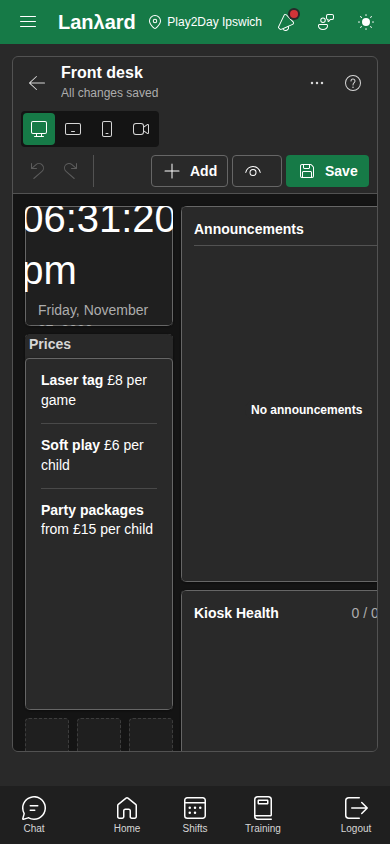 Lanλard
Play2Day Ipswich
Front desk
All changes saved
Add
Save
06:31:20
pm
Friday, November
Prices
Laser tag £8 per
game
Soft play £6 per
child
Party packages
from £15 per child
Announcements
No announcements
Kiosk Health
0 / 0
Chat
Home
Shifts
Training
Logout